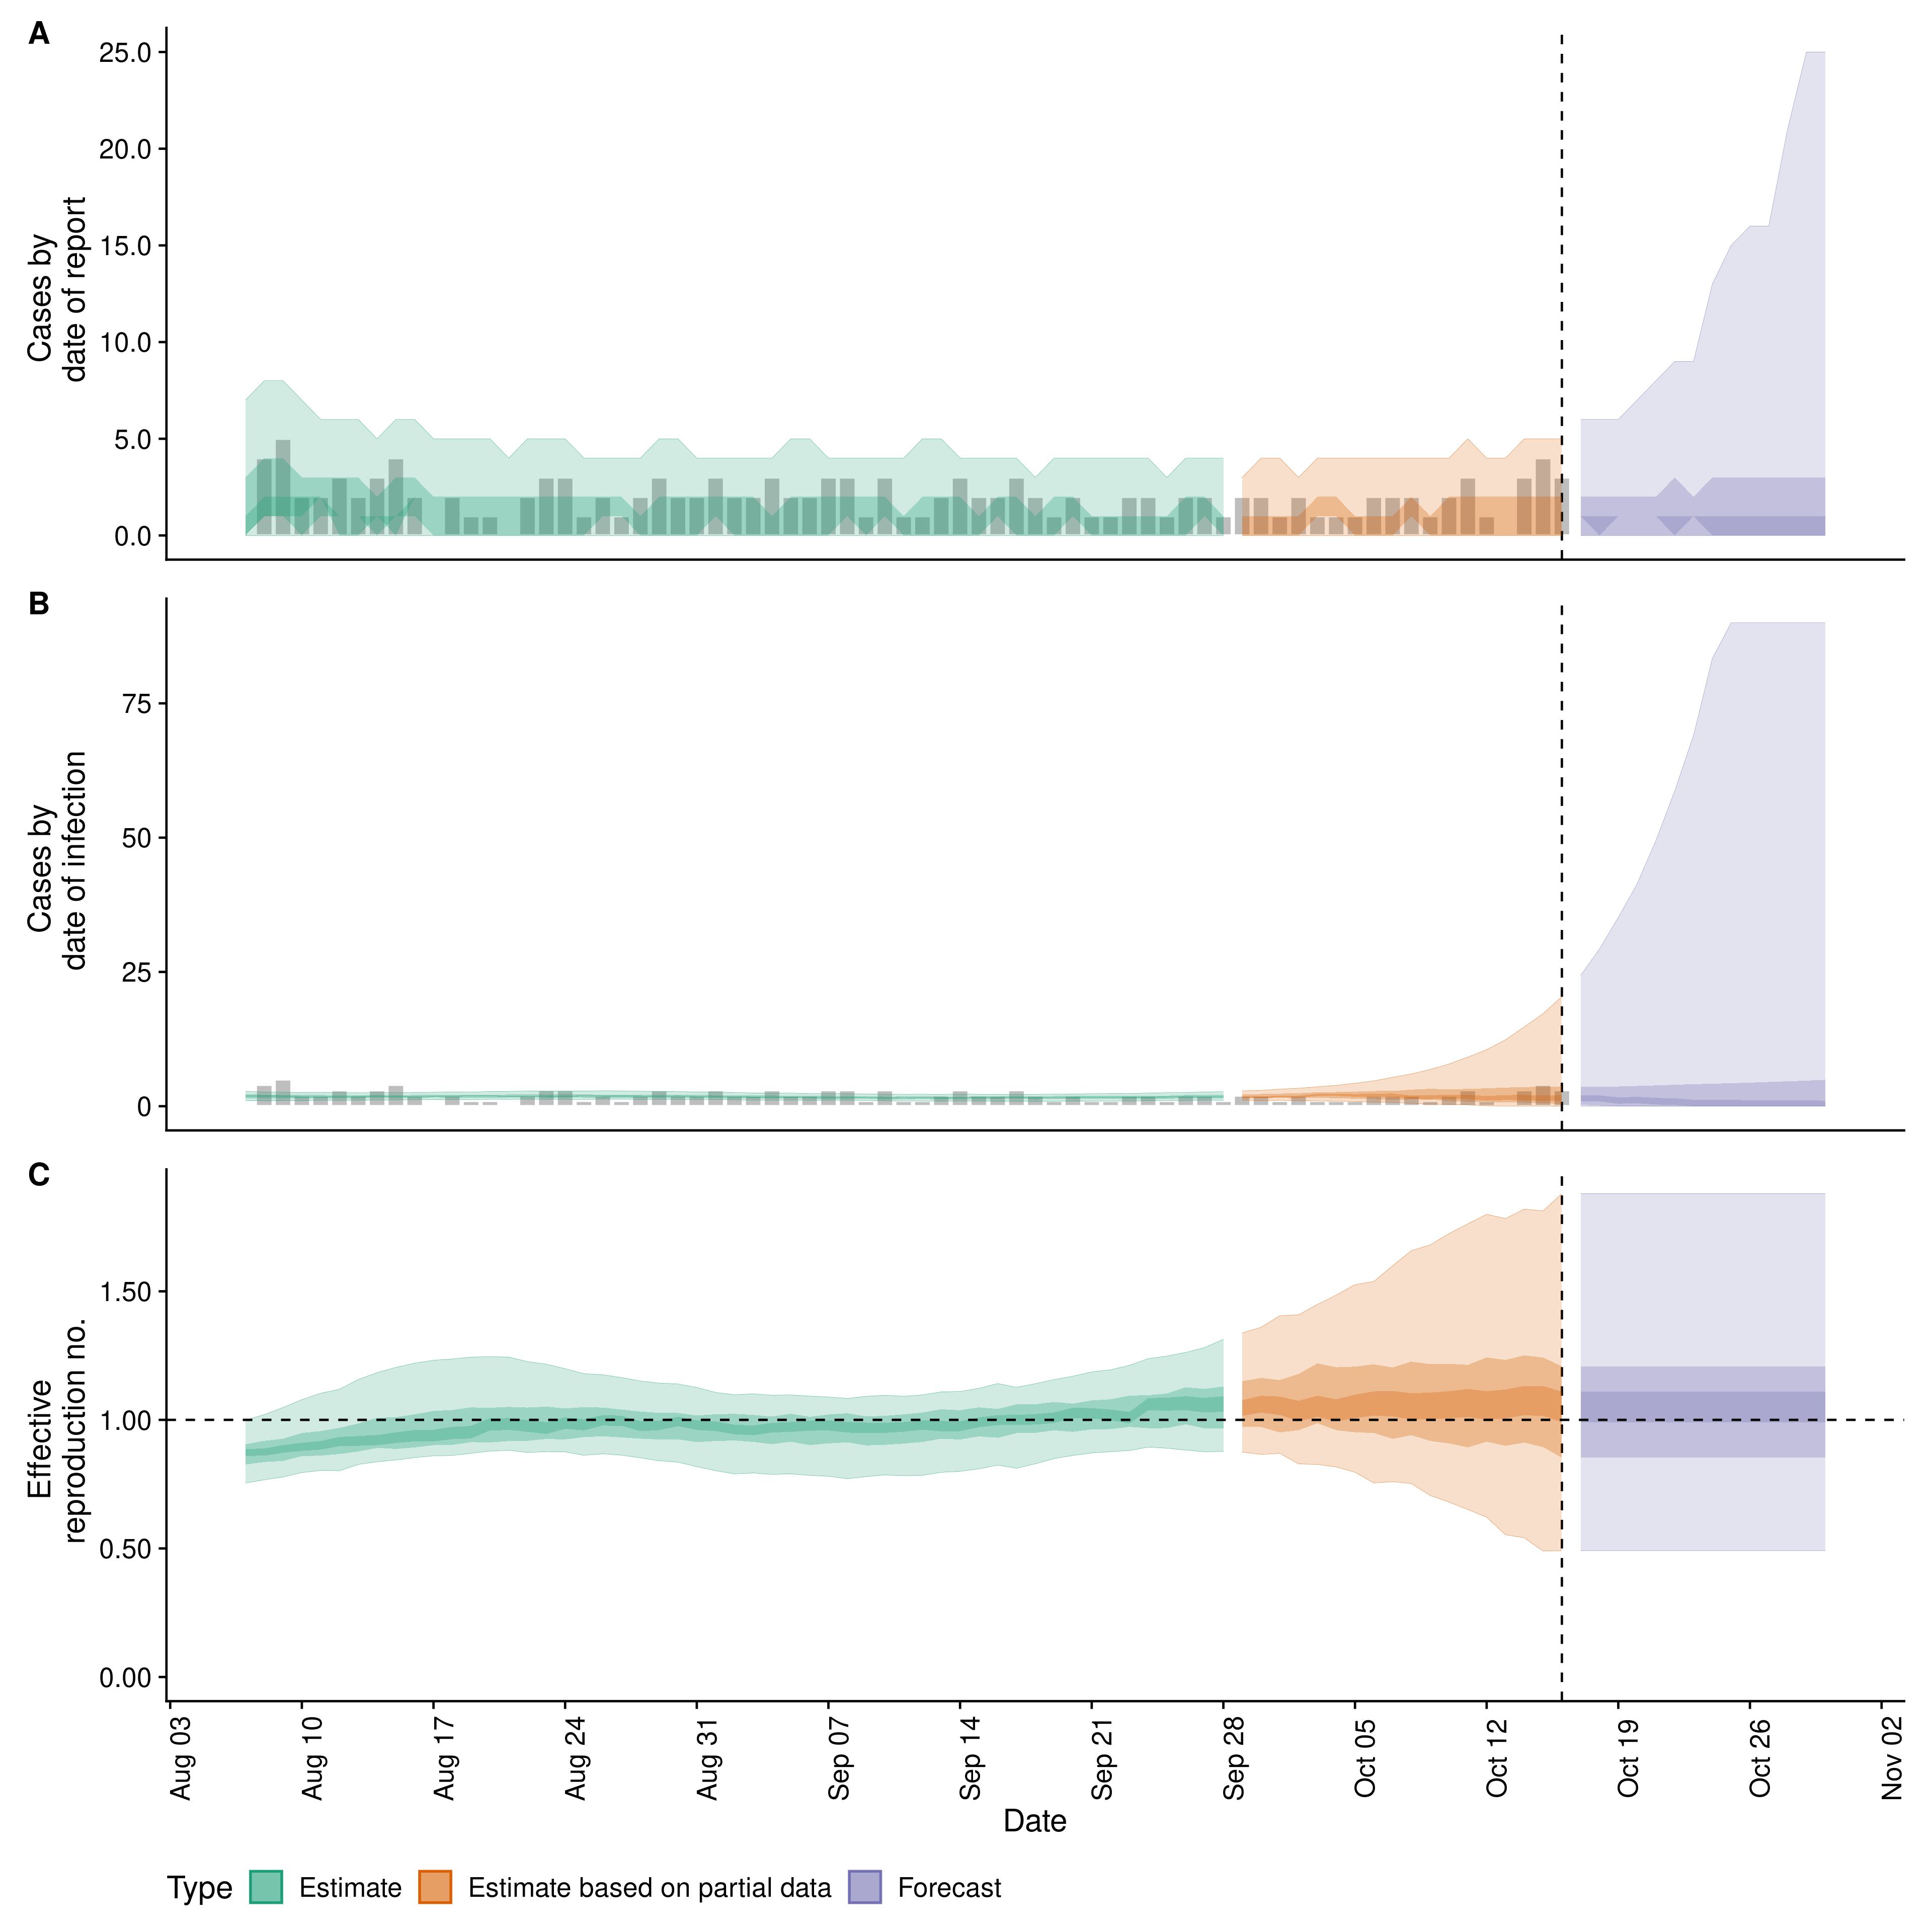 A
25.0
20.0
15.0
10.0
5.0
0.0
Cases by
date of report
B
75
50
25
0
Cases by
date of infection
C
1.50
1.00
0.50
0.00
Effective
reproduction no.
Aug 03
Aug 10
Aug 17
Aug 24
Aug 31
Sep 07
Sep 14
Sep 21
Sep 28
Oct 05
Oct 12
Oct 19
Oct 26
Nov 02
Date
Type Estimate Estimate based on partial data Forecast